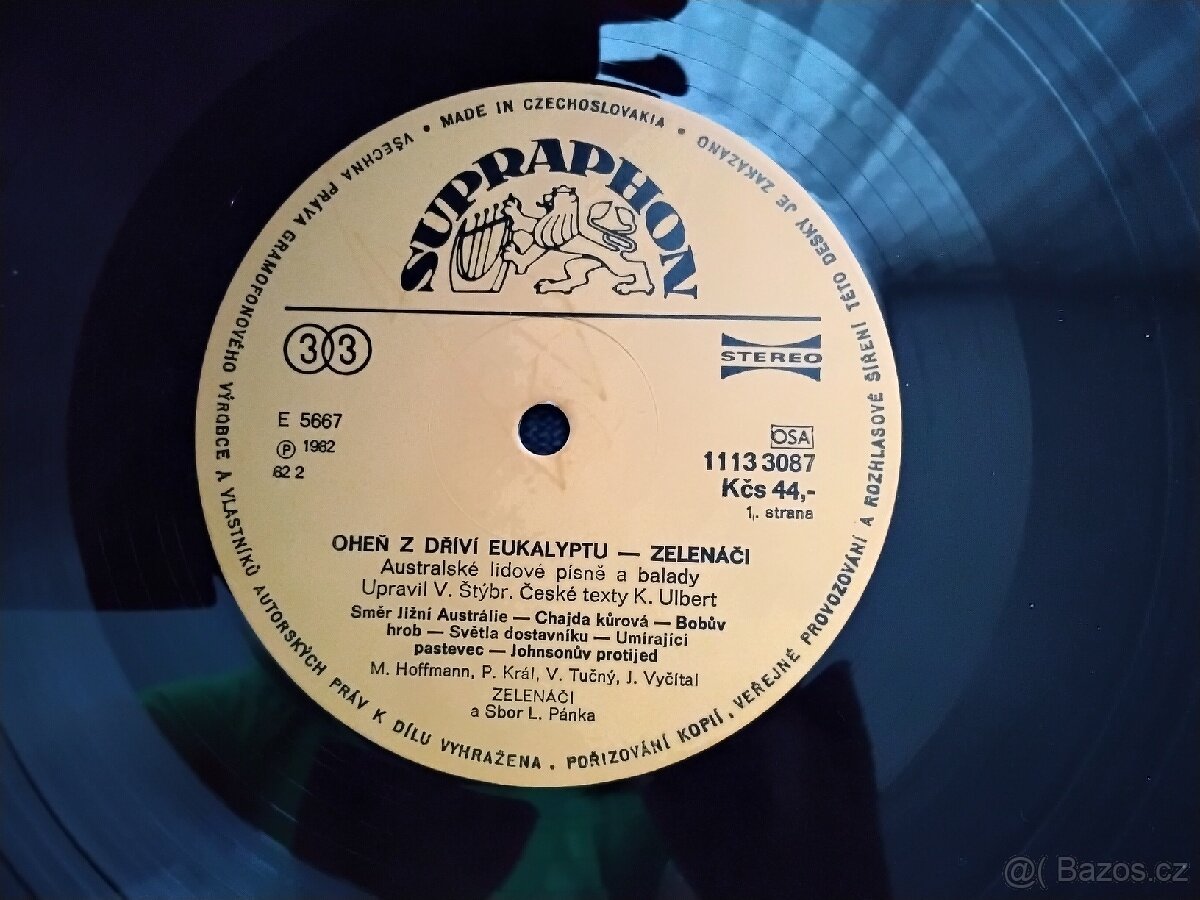 VŠECHNA PRÁVA GRAMOFONOVÉHO VÝROBCE A VLASTNÍKŮ AUTORSKÝCH PRÁV K DÍLU VYHRAŽENA . POŘIZOVÁNÍ KOPIÍ, VEŘEJNÉ PROVOZOVÁNÍ A ROZHLASOVÉ ŠÍŘENÍ TÉTO DESKY JE ZAKÁZÁNO
• MADE IN CZECHOSLOVAKIA •
SUPRAPHON
33
STEREO
E 5667
Ⓟ 1982
82 2
OSA
1113 3087
Kčs 44,-
1. strana
OHEŇ Z DŘÍVÍ EUKALYPTU — ZELENÁČI
Australské lidové písně a balady
Upravil V. Štýbr. České texty K. Ulbert
Směr Jižní Austrálie — Chajda kůrová — Bobův
hrob — Světla dostavníku — Umírající
pastevec — Johnsonův protijed
M. Hoffmann, P. Král, V. Tučný, J. Vyčítal
ZELENÁČI
a Sbor L. Pánka
@( Bazos.cz